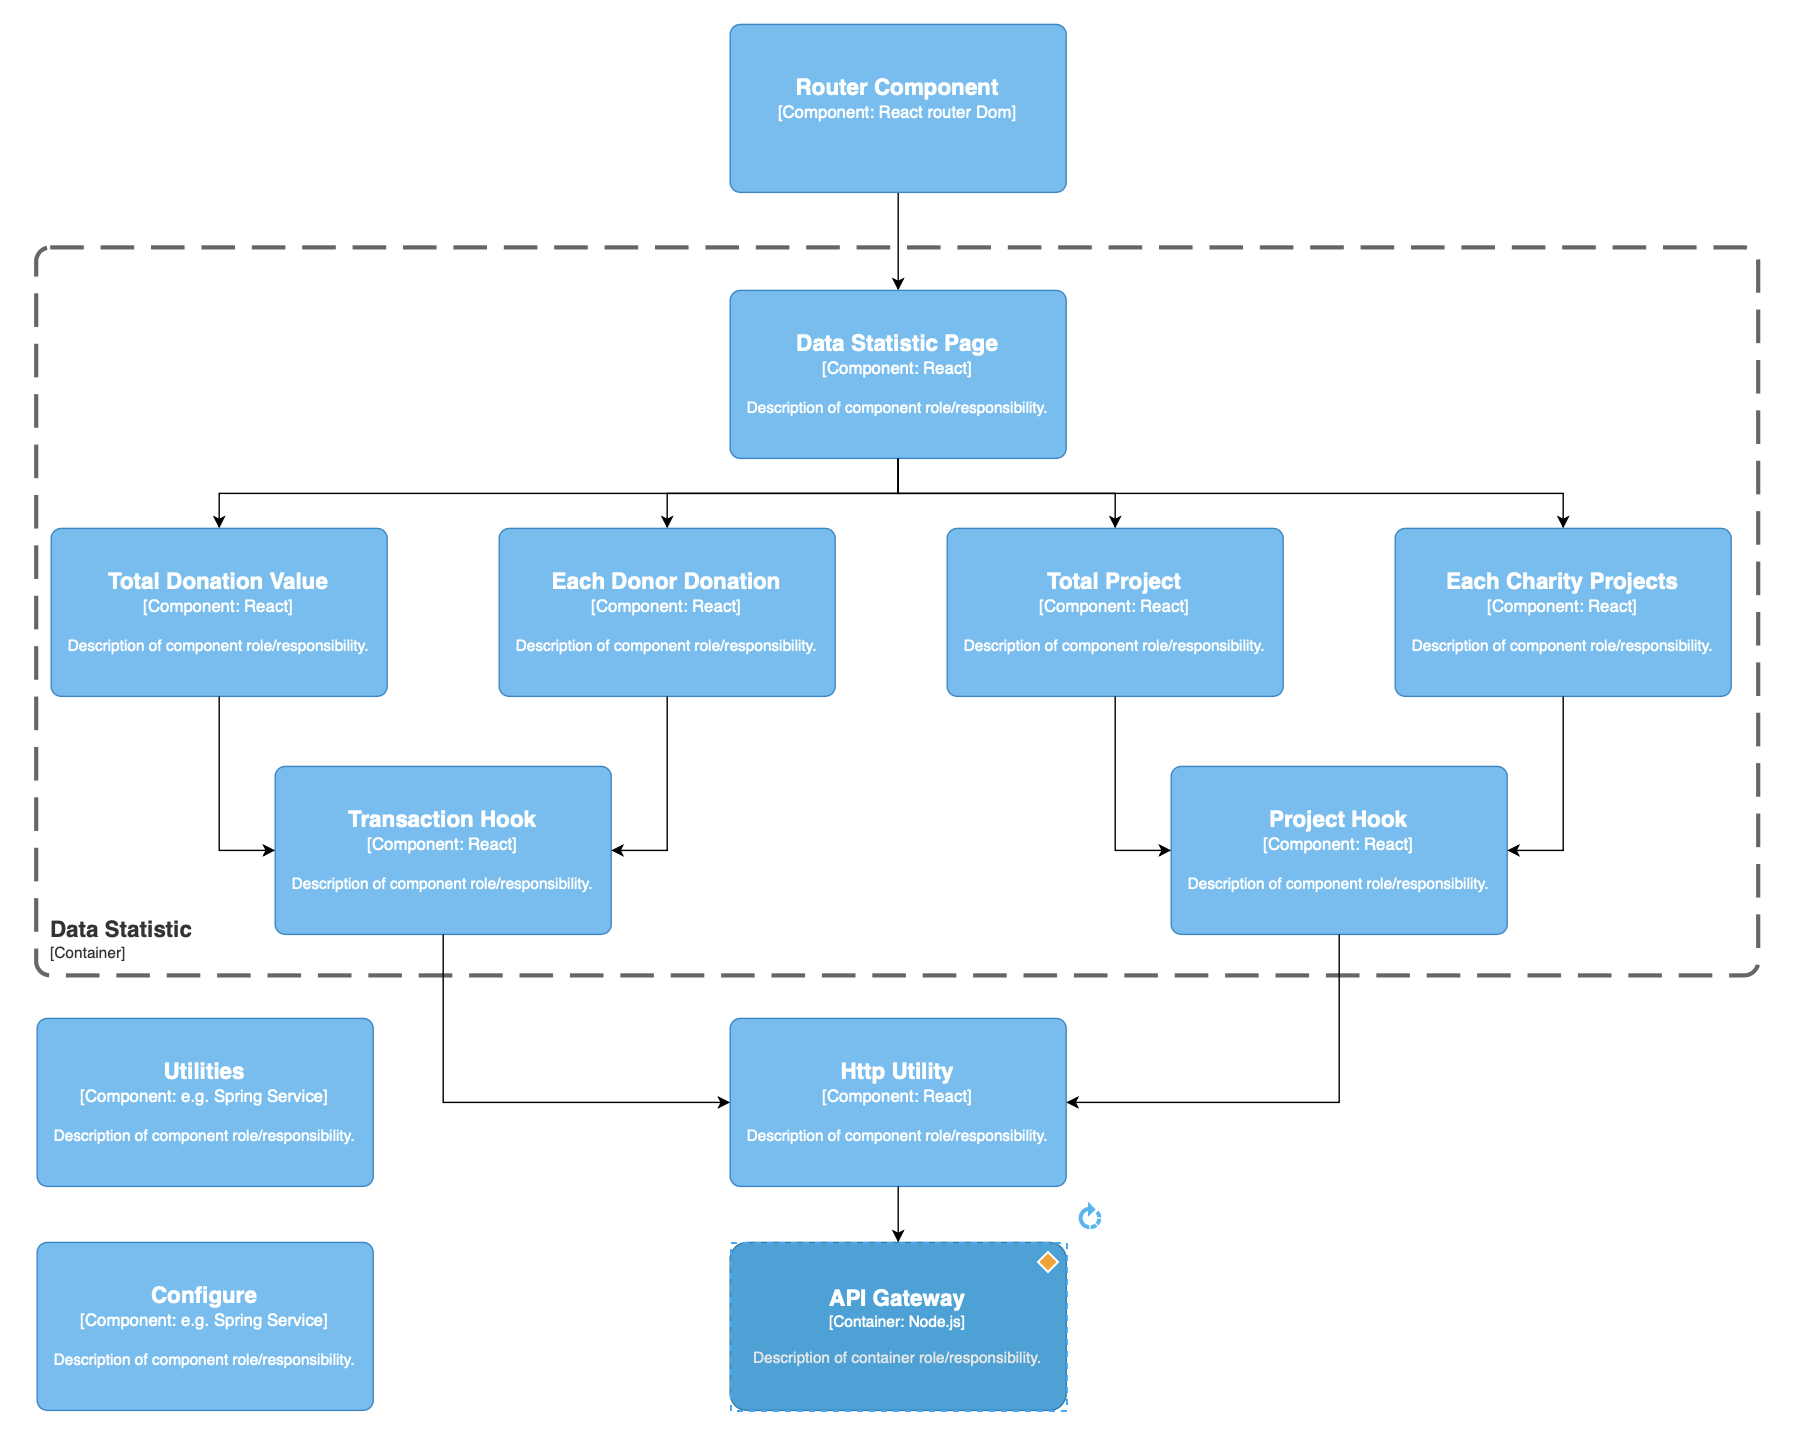 Router Component
[Component: React router Dom]
Data Statistic Page
[Component: React]
Description of component role/responsibility.
Total Donation Value
[Component: React]
Description of component role/responsibility.
Each Donor Donation
[Component: React]
Description of component role/responsibility.
Total Project
[Component: React]
Description of component role/responsibility.
Each Charity Projects
[Component: React]
Description of component role/responsibility.
Transaction Hook
[Component: React]
Description of component role/responsibility.
Project Hook
[Component: React]
Description of component role/responsibility.
Data Statistic
[Container]
Utilities
[Component: e.g. Spring Service]
Description of component role/responsibility.
Http Utility
[Component: React]
Description of component role/responsibility.
Configure
[Component: e.g. Spring Service]
Description of component role/responsibility.
API Gateway
[Container: Node.js]
Description of container role/responsibility.